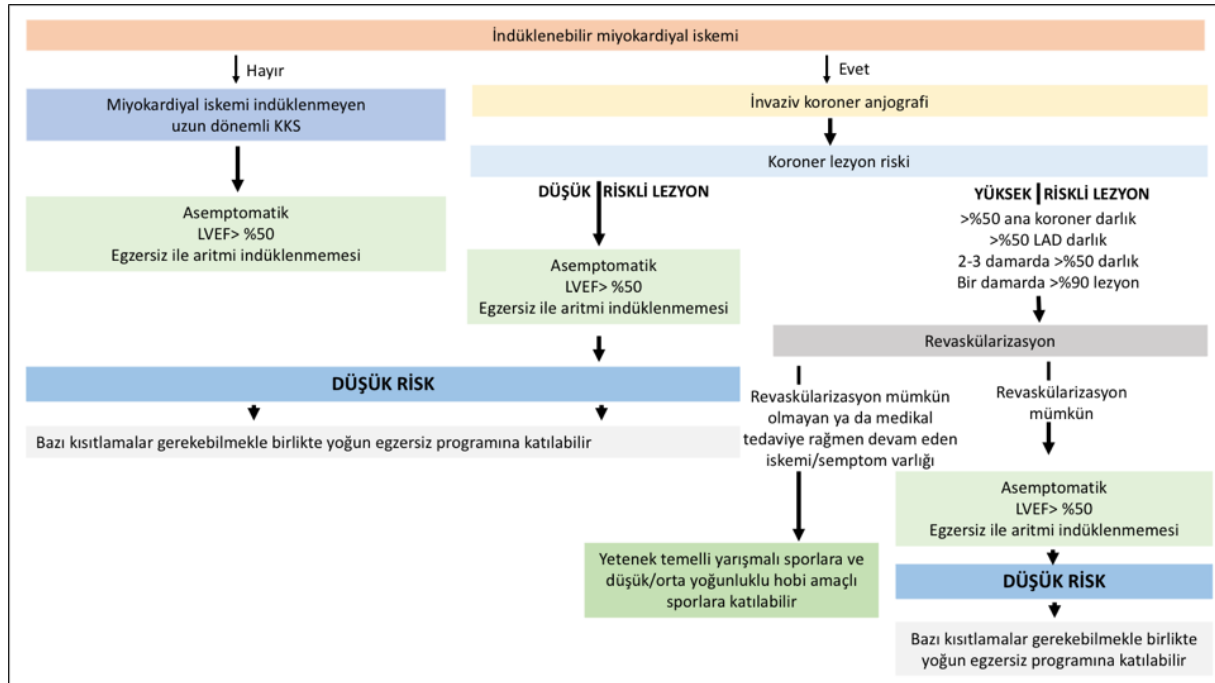 İndüklenebilir miyokardiyal iskemi
Hayır
Evet
Miyokardiyal iskemi indüklenmeyen
uzun dönemli KKS
İnvaziv koroner anjografi
Koroner lezyon riski
DÜŞÜK RİSKLİ LEZYON
YÜKSEK RİSKLİ LEZYON
>%50 ana koroner darlık
>%50 LAD darlık
2-3 damarda >%50 darlık
Bir damarda >%90 lezyon
Asemptomatik
LVEF> %50
Egzersiz ile aritmi indüklenmemesi
Asemptomatik
LVEF> %50
Egzersiz ile aritmi indüklenmemesi
Revaskülarizasyon
DÜŞÜK RİSK
Bazı kısıtlamalar gerekebilmekle birlikte yoğun egzersiz programına katılabilir
Revaskülarizasyon mümkün
olmayan ya da medikal
tedaviye rağmen devam eden
iskemi/semptom varlığı
Revaskülarizasyon
mümkün
Asemptomatik
LVEF> %50
Egzersiz ile aritmi indüklenmemesi
Yetenek temelli yarışmalı sporlara ve
düşük/orta yoğunluklu hobi amaçlı
sporlara katılabilir
DÜŞÜK RİSK
Bazı kısıtlamalar gerekebilmekle birlikte
yoğun egzersiz programına katılabilir